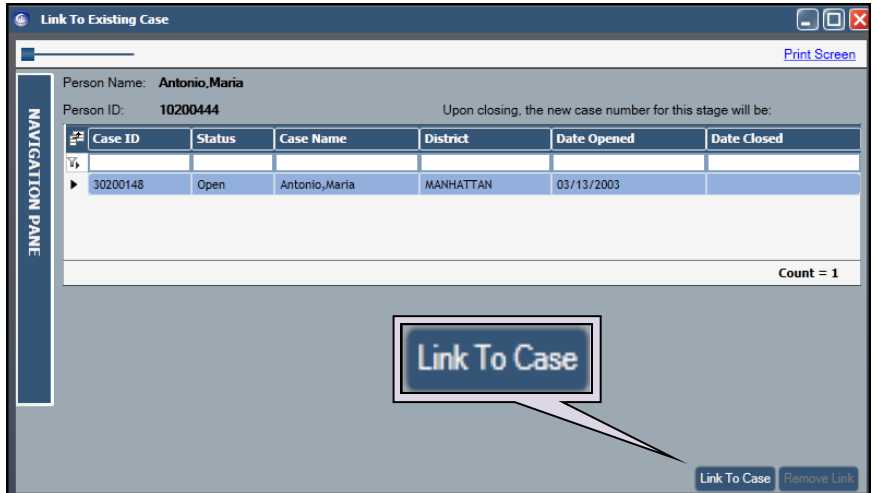 Link To Existing Case
Print Screen
NAVIGATION PANE
Person Name: Antonio,Maria
Person ID: 10200444 Upon closing, the new case number for this stage will be:
Case ID Status Case Name District Date Opened Date Closed
30200148 Open Antonio,Maria MANHATTAN 03/13/2003
Count = 1
Link To Case
Link To Case Remove Link